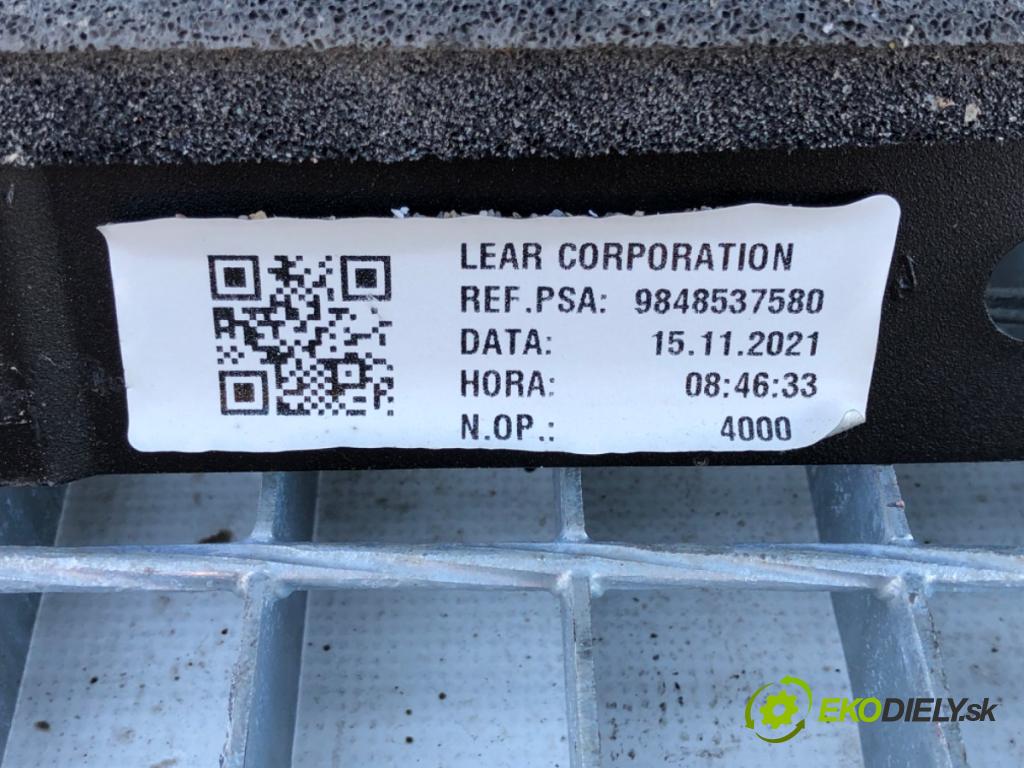 LEAR CORPORATION
REF.PSA: 9848537580
DATA: 15.11.2021
HORA: 08:46:33
N.OP.: 4000
EKODIELY.sk